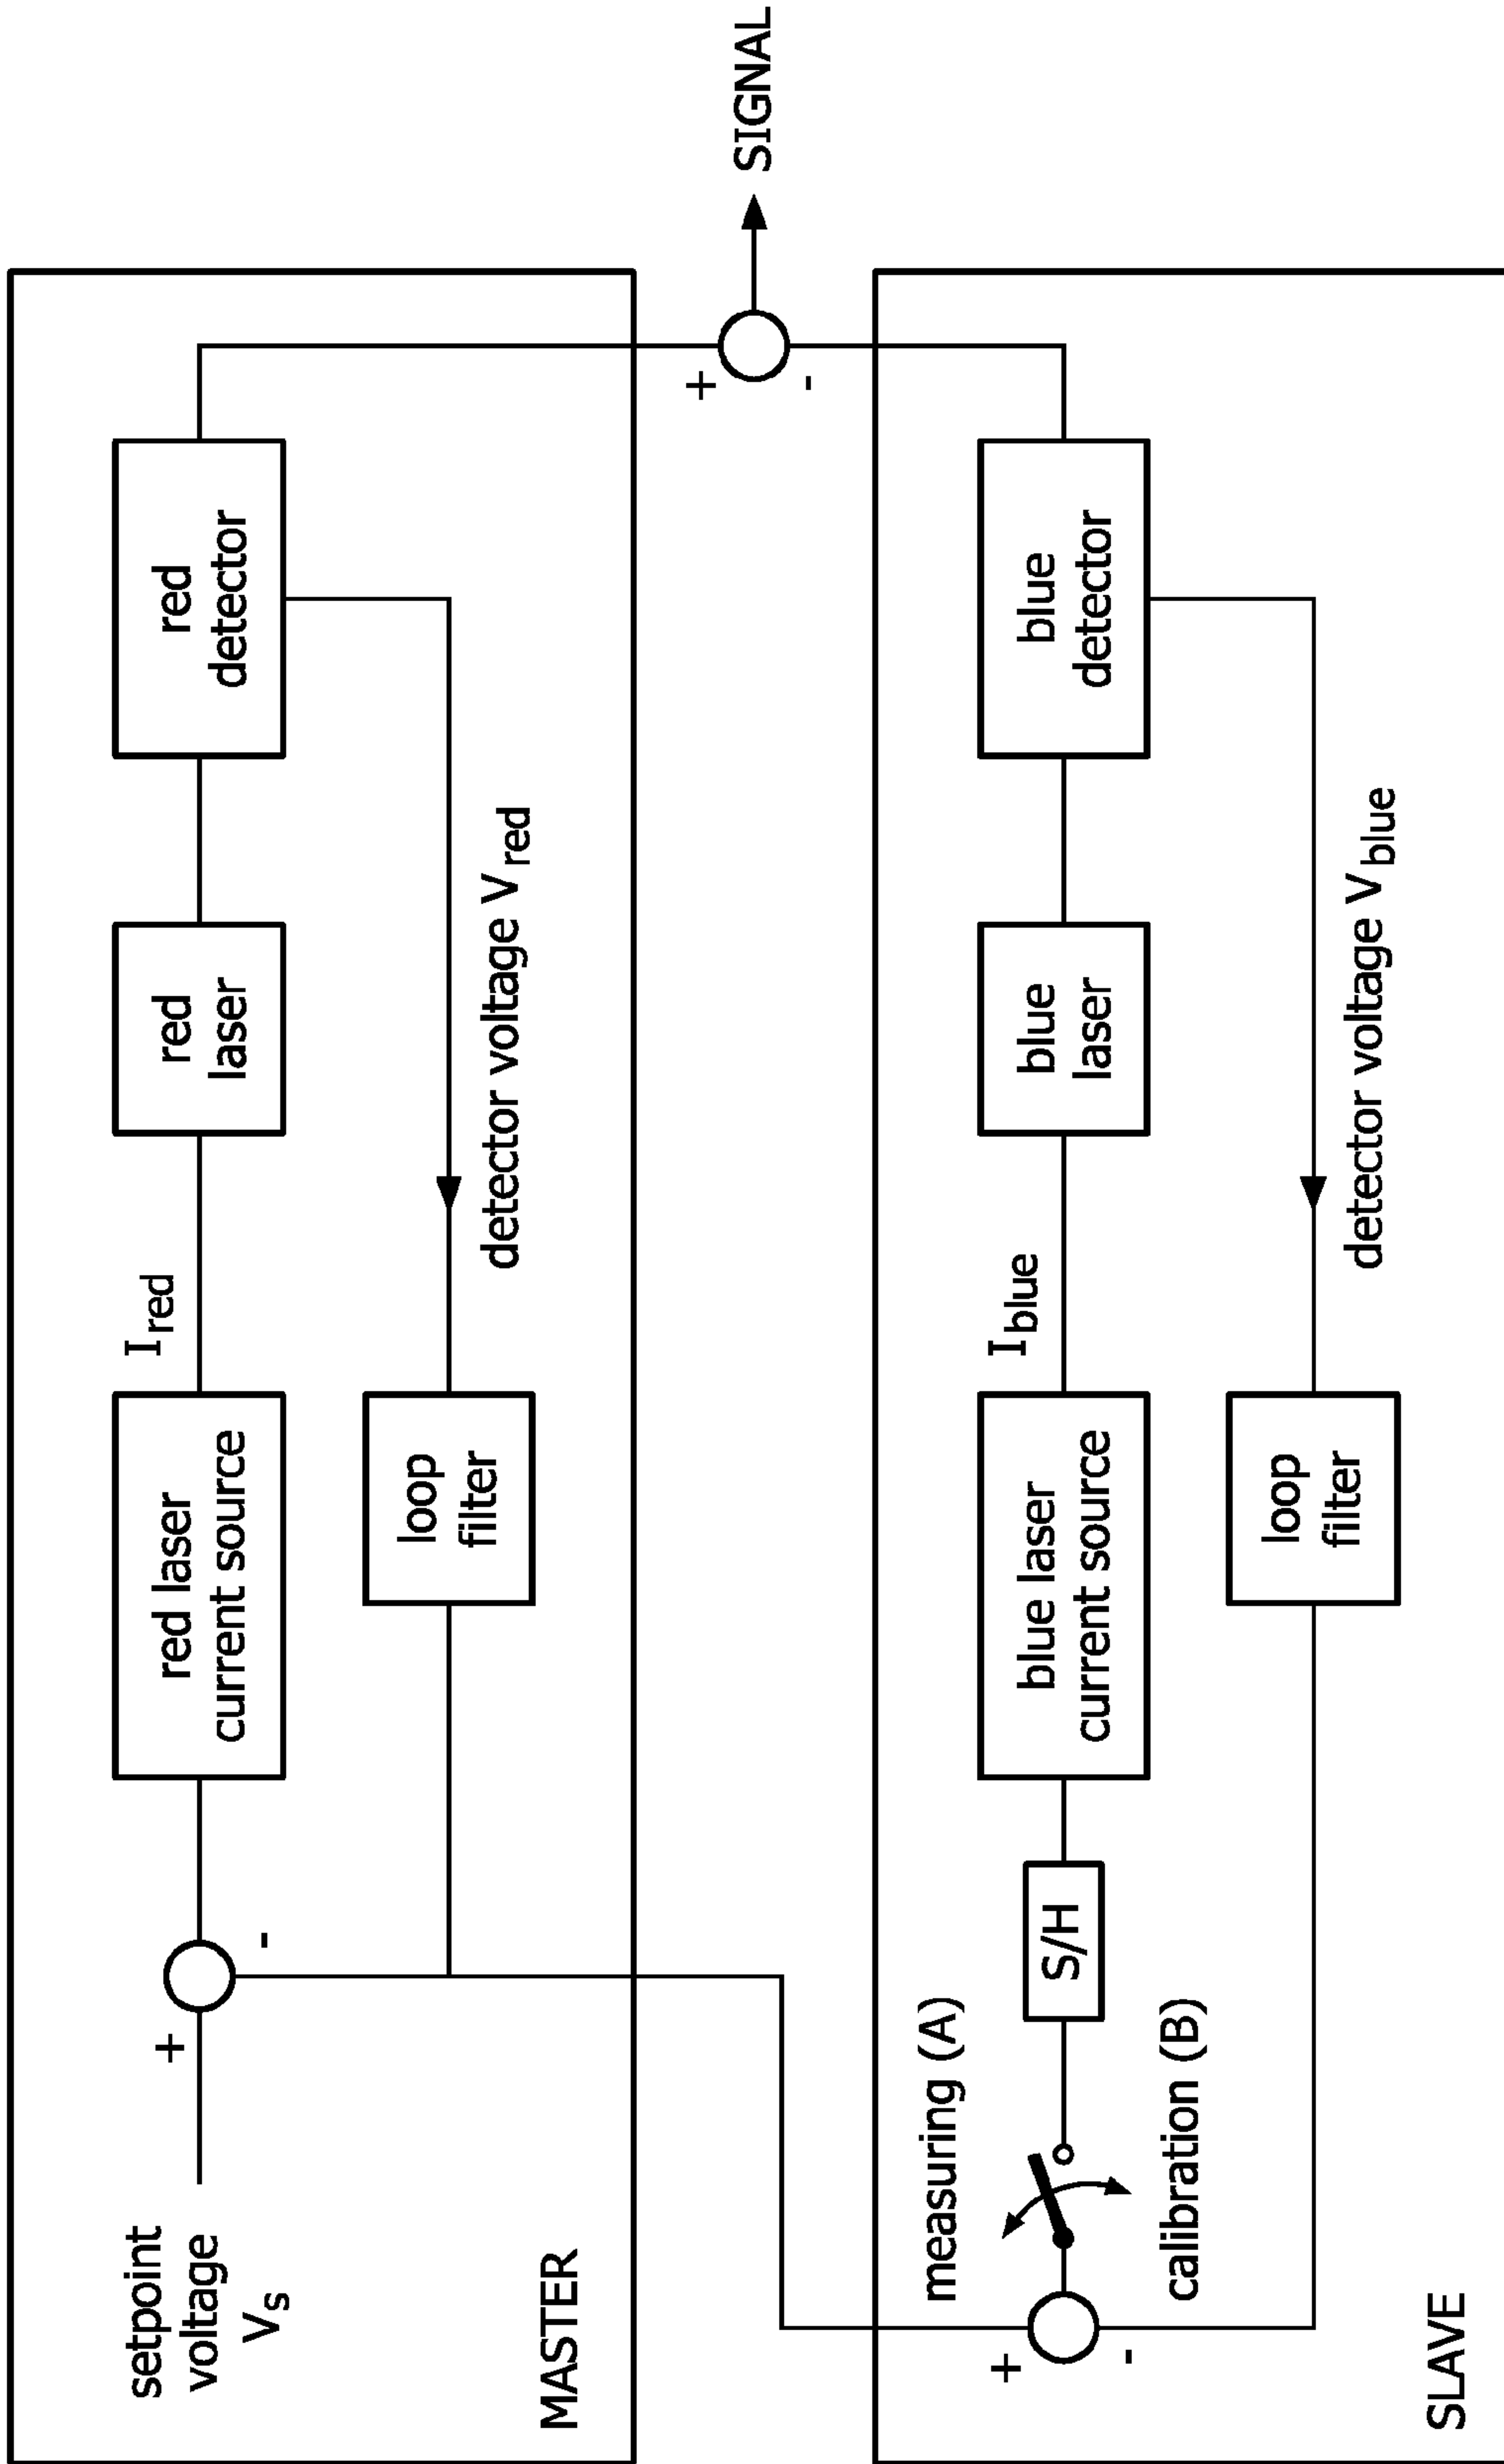 setpoint
voltage
Vs
+
-
red laser
current source
Ired
red
laser
red
detector
loop
filter
detector voltage Vred
MASTER
+
-
SIGNAL
measuring (A)
calibration (B)
+
-
S/H
blue laser
current source
Iblue
blue
laser
blue
detector
loop
filter
detector voltage Vblue
SLAVE